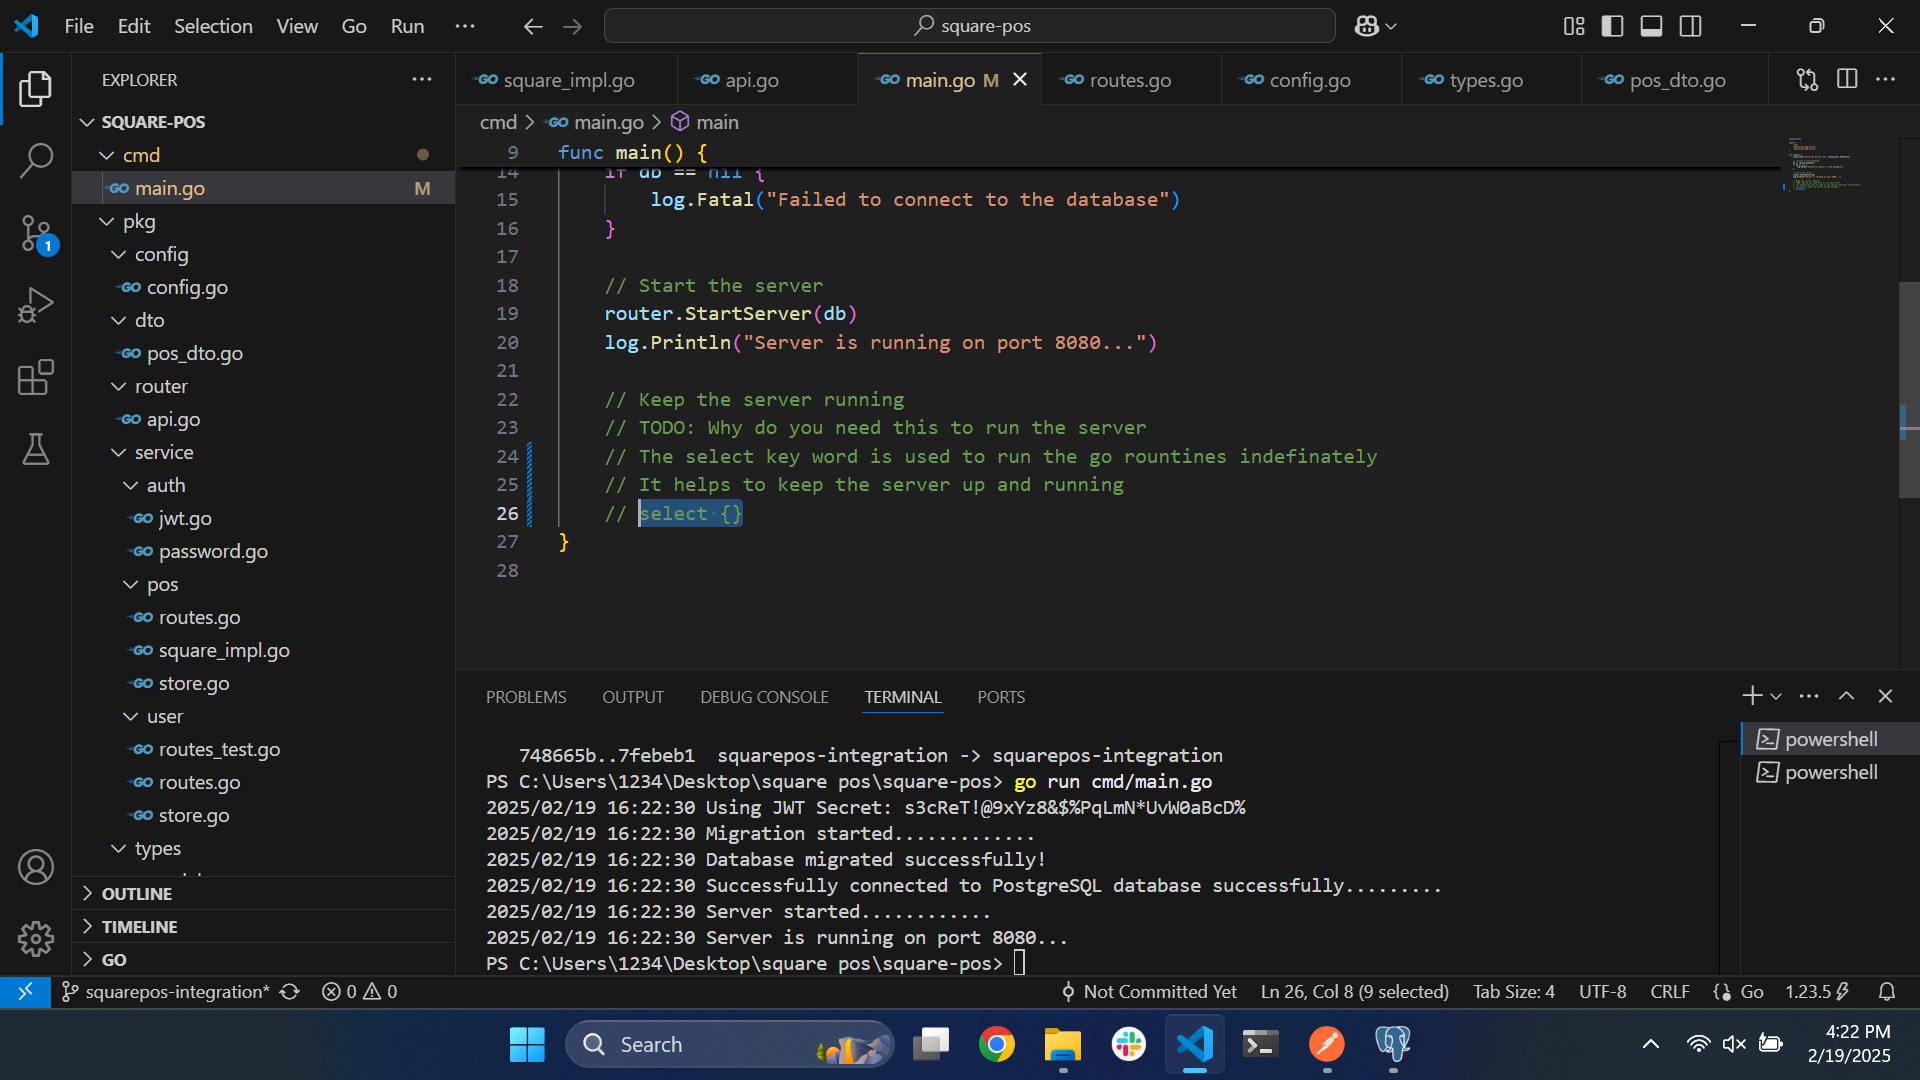 File Edit Selection View Go Run ···
square-pos
EXPLORER
SQUARE-POS
cmd
main.go M
pkg
config
config.go
dto
pos_dto.go
router
api.go
service
auth
jwt.go
password.go
pos
routes.go
square_impl.go
store.go
user
routes_test.go
routes.go
store.go
types
OUTLINE
TIMELINE
GO
1
square_impl.go api.go main.go M routes.go config.go types.go pos_dto.go
cmd > main.go > main
9 func main() {
14 if db == nil {
15 log.Fatal("Failed to connect to the database")
16 }
17
18 // Start the server
19 router.StartServer(db)
20 log.Println("Server is running on port 8080...")
21
22 // Keep the server running
23 // TODO: Why do you need this to run the server
24 // The select key word is used to run the go rountines indefinately
25 // It helps to keep the server up and running
26 // select {}
27 }
28
PROBLEMS OUTPUT DEBUG CONSOLE TERMINAL PORTS
powershell
powershell
748665b..7febeb1 squarepos-integration -> squarepos-integration
PS C:\Users\1234\Desktop\square pos\square-pos> go run cmd/main.go
2025/02/19 16:22:30 Using JWT Secret: s3cReT!@9xYz8&$%PqLmN*UvW0aBcD%
2025/02/19 16:22:30 Migration started.............
2025/02/19 16:22:30 Database migrated successfully!
2025/02/19 16:22:30 Successfully connected to PostgreSQL database successfully.........
2025/02/19 16:22:30 Server started............
2025/02/19 16:22:30 Server is running on port 8080...
PS C:\Users\1234\Desktop\square pos\square-pos>
squarepos-integration* 0 0 Not Committed Yet Ln 26, Col 8 (9 selected) Tab Size: 4 UTF-8 CRLF Go 1.23.5
Search
4:22 PM
2/19/2025